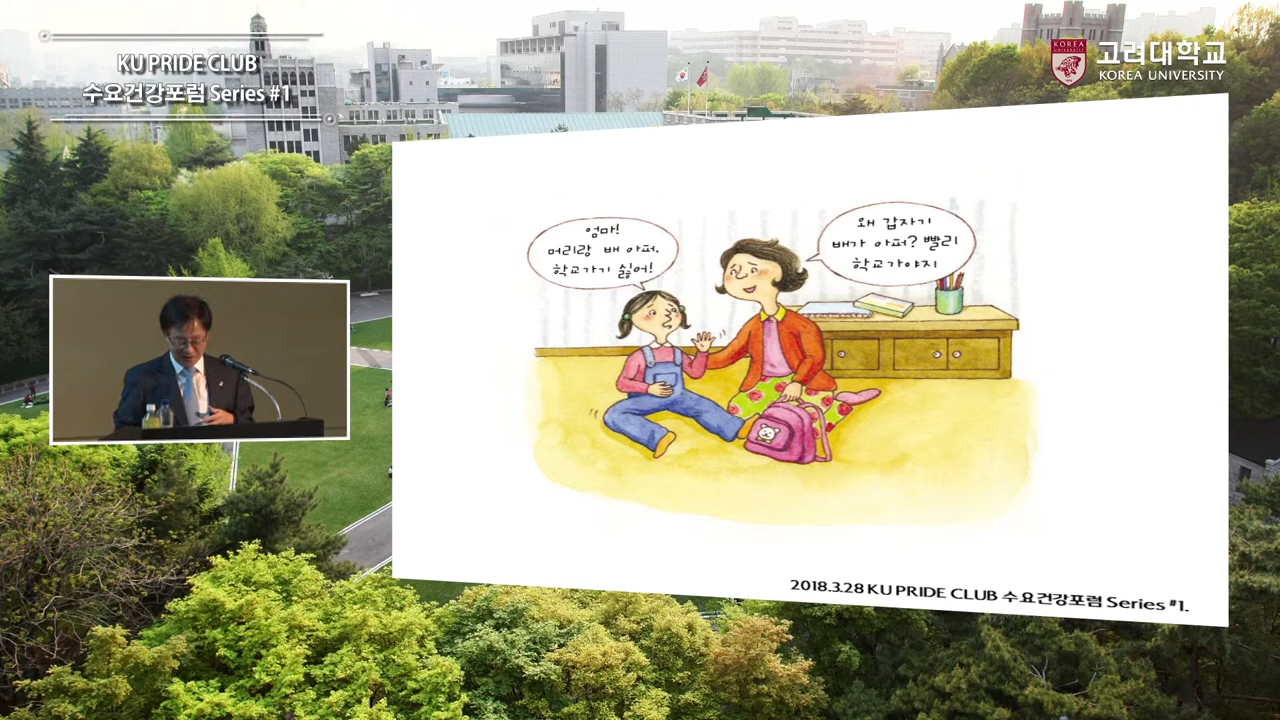 KU PRIDE CLUB
수요건강포럼 Series #1
KOREA
UNIVERSITY
고려대학교
KOREA UNIVERSITY
엄마!
머리랑 배 아퍼.
학교가기 싫어!
왜 갑자기
배가 아퍼? 빨리
학교가야지
2018.3.28 KU PRIDE CLUB 수요건강포럼 Series #1.